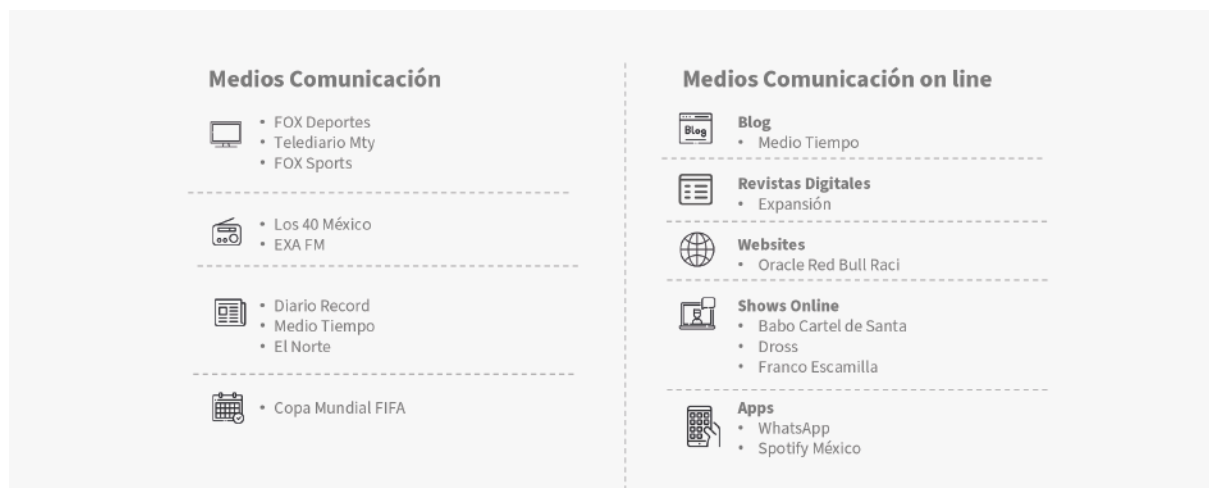 Medios Comunicación
• FOX Deportes
• Telediario Mty
• FOX Sports
• Los 40 México
• EXA FM
• Diario Record
• Medio Tiempo
• El Norte
• Copa Mundial FIFA
Medios Comunicación on line
Blog
Blog
• Medio Tiempo
Revistas Digitales
• Expansión
Websites
• Oracle Red Bull Raci
Shows Online
• Babo Cartel de Santa
• Dross
• Franco Escamilla
Apps
• WhatsApp
• Spotify México